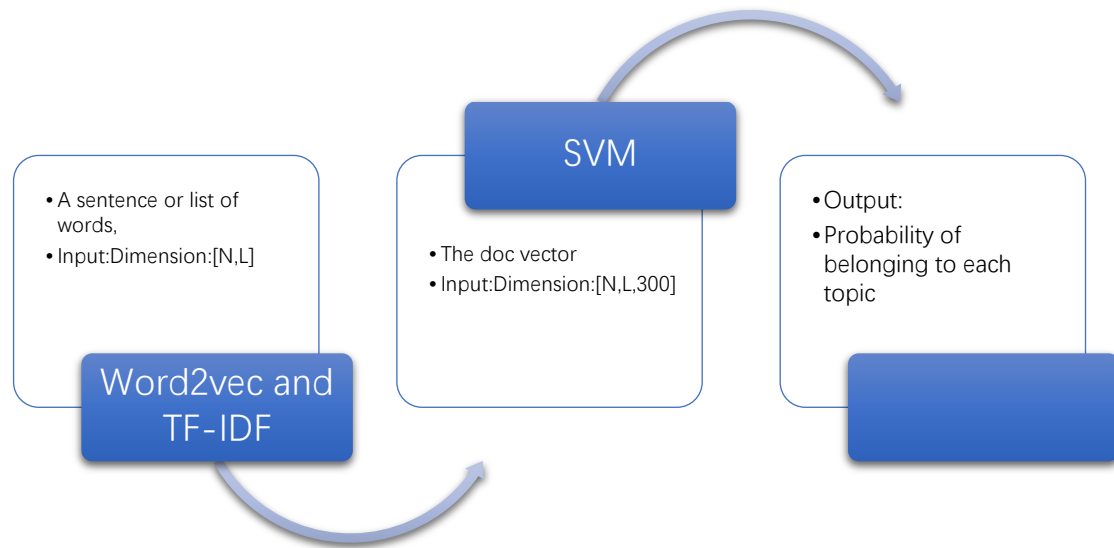 • A sentence or list of
words,
• Input:Dimension:[N,L]
Word2vec and
TF-IDF
SVM
• The doc vector
• Input:Dimension:[N,L,300]
• Output:
• Probability of
belonging to each
topic